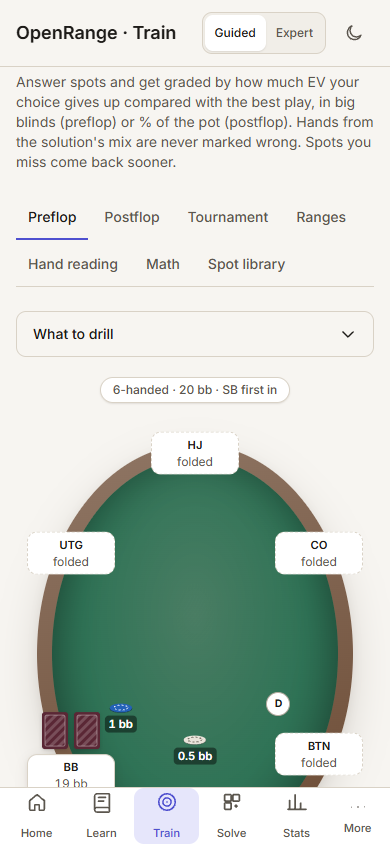 OpenRange · Train
Guided
Expert
Answer spots and get graded by how much EV your
choice gives up compared with the best play, in big
blinds (preflop) or % of the pot (postflop). Hands from
the solution's mix are never marked wrong. Spots you
miss come back sooner.
Preflop
Postflop
Tournament
Ranges
Hand reading
Math
Spot library
What to drill
6-handed · 20 bb · SB first in
HJ
folded
UTG
folded
CO
folded
1 bb
D
0.5 bb
BTN
folded
BB
19 bb
Home
Learn
Train
Solve
Stats
More